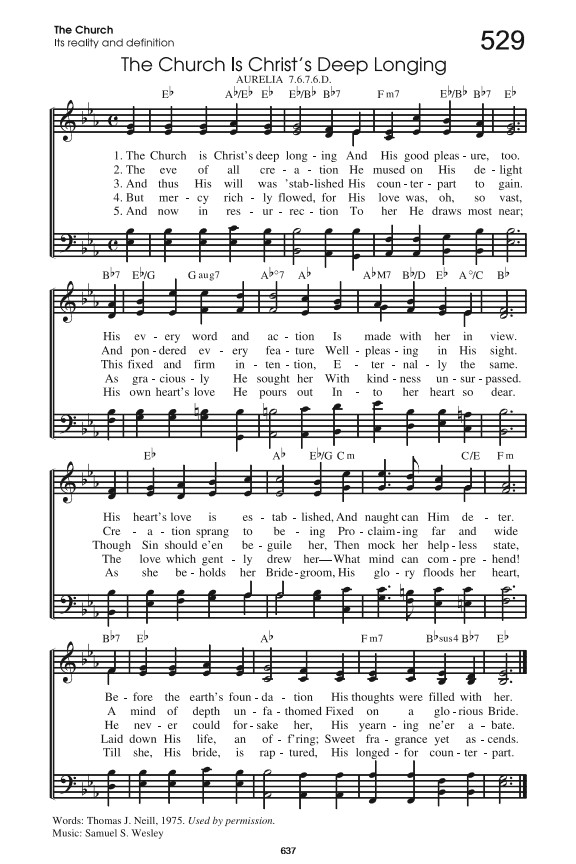 The Church
Its reality and definition
529
The Church Is Christ's Deep Longing
AURELIA 7.6.7.6.D.
E♭ A♭/E♭ E♭ E♭/B♭ B♭7 F m7 E♭/B♭ B♭7 E♭
1. The Church is Christ's deep long - ing And His good pleas - ure, too.
2. The eve of all cre - a - tion He mused on His de - light
3. And thus His will was 'stab - lished His coun - ter - part to gain.
4. But mer - cy rich - ly flowed, for His love was, oh, so vast,
5. And now in res - ur - rec - tion To her He draws most near;
B♭7 E♭/G G aug7 A♭°7 A♭ A♭M7 B♭/D E♭ A°/C B♭
His ev - ery word and ac - tion Is made with her in view.
And pon - dered ev - ery fea - ture Well - pleas - ing in His sight.
This fixed and firm in - ten - tion, E - ter - nal - ly the same.
As gra - cious - ly He sought her With kind - ness un - sur - passed.
His own heart's love He pours out In - to her heart so dear.
E♭ A♭ E♭/G C m C/E F m
His heart's love is es - tab - lished, And naught can Him de - ter.
Cre - a - tion sprang to be - ing Pro - claim - ing far and wide
Though Sin should e'en be - guile her, Then mock her help - less state,
The love which gent - ly drew her—What mind can com - pre - hend!
As she be - holds her Bride - groom, His glo - ry floods her heart,
B♭7 E♭ A♭ F m7 B♭sus4 B♭7 E♭
Be - fore the earth's foun - da - tion His thoughts were filled with her.
A mind of depth un - fa - thomed Fixed on a glo - rious Bride.
He nev - er could for - sake her, His yearn - ing ne'er a - bate.
Laid down His life, an of - f'ring; Sweet fra - grance yet as - cends.
Till she, His bride, is rap - tured, His longed - for coun - ter - part.
Words: Thomas J. Neill, 1975. Used by permission.
Music: Samuel S. Wesley
637